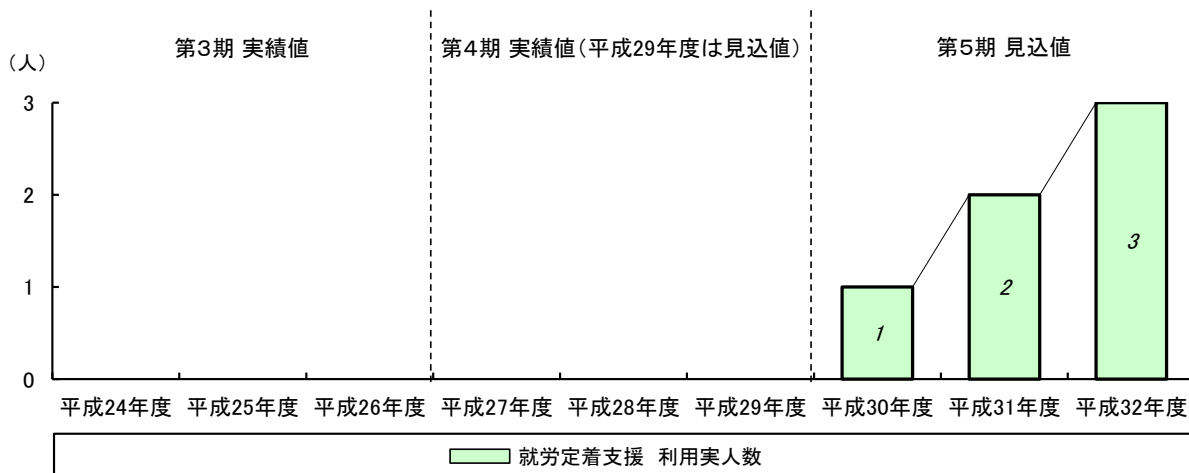 第３期 実績値
第４期 実績値（平成29年度は見込値）
第５期 見込値
（人）
3
2
1
0
1
2
3
平成24年度 平成25年度 平成26年度 平成27年度 平成28年度 平成29年度 平成30年度 平成31年度 平成32年度
就労定着支援 利用実人数